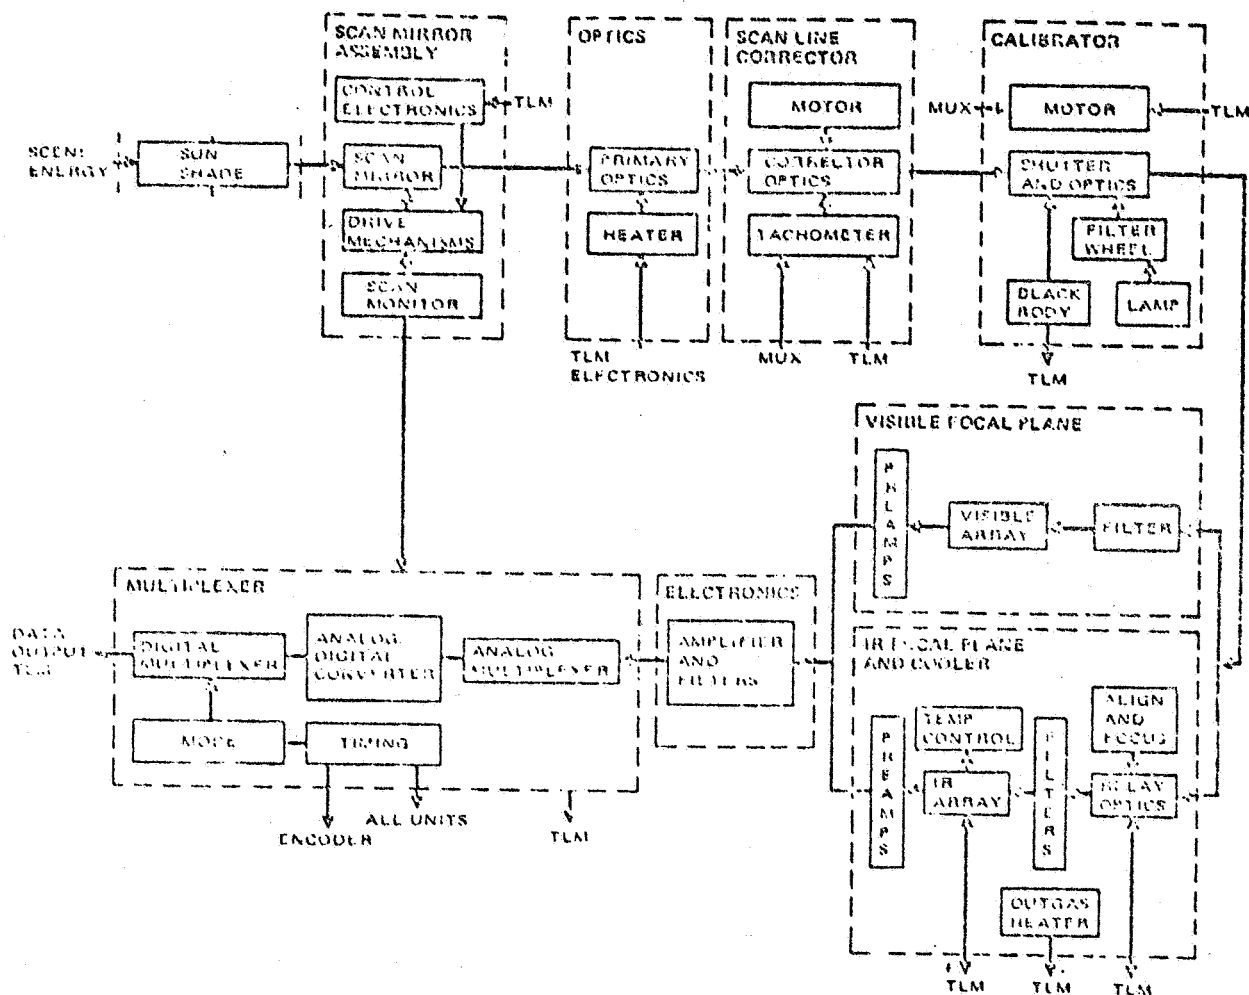 SCAN MIRROR
ASSEMBLY
CONTROL
ELECTRONICS
TLM
SCENE
ENERGY
SUN
SHADE
SCAN
MIRROR
DRIVE
MECHANISMS
SCAN
MONITOR
OPTICS
PRIMARY
OPTICS
HEATER
TLM
ELECTRONICS
SCAN LINE
CORRECTOR
MOTOR
CORRECTOR
OPTICS
TACHOMETER
MUX
TLM
CALIBRATOR
MUX
MOTOR
TLM
SHUTTER
AND OPTICS
FILTER
WHEEL
BLACK
BODY
LAMP
TLM
VISIBLE FOCAL PLANE
PREAMPS
VISIBLE
ARRAY
FILTER
MULTIPLEXER
DATA
OUTPUT
TLM
DIGITAL
MULTIPLEXER
ANALOG
DIGITAL
CONVERTER
ANALOG
MULTIPLEXER
MODE
TIMING
ENCODER
ALL UNITS
TLM
ELECTRONICS
AMPLIFIER
AND
FILTERS
IR FOCAL PLANE
AND COOLER
PREAMPS
TEMP
CONTROL
IR
ARRAY
FILTERS
ALIGN
AND
FOCUS
RELAY
OPTICS
OUTGAS
HEATER
TLM
TLM
TLM